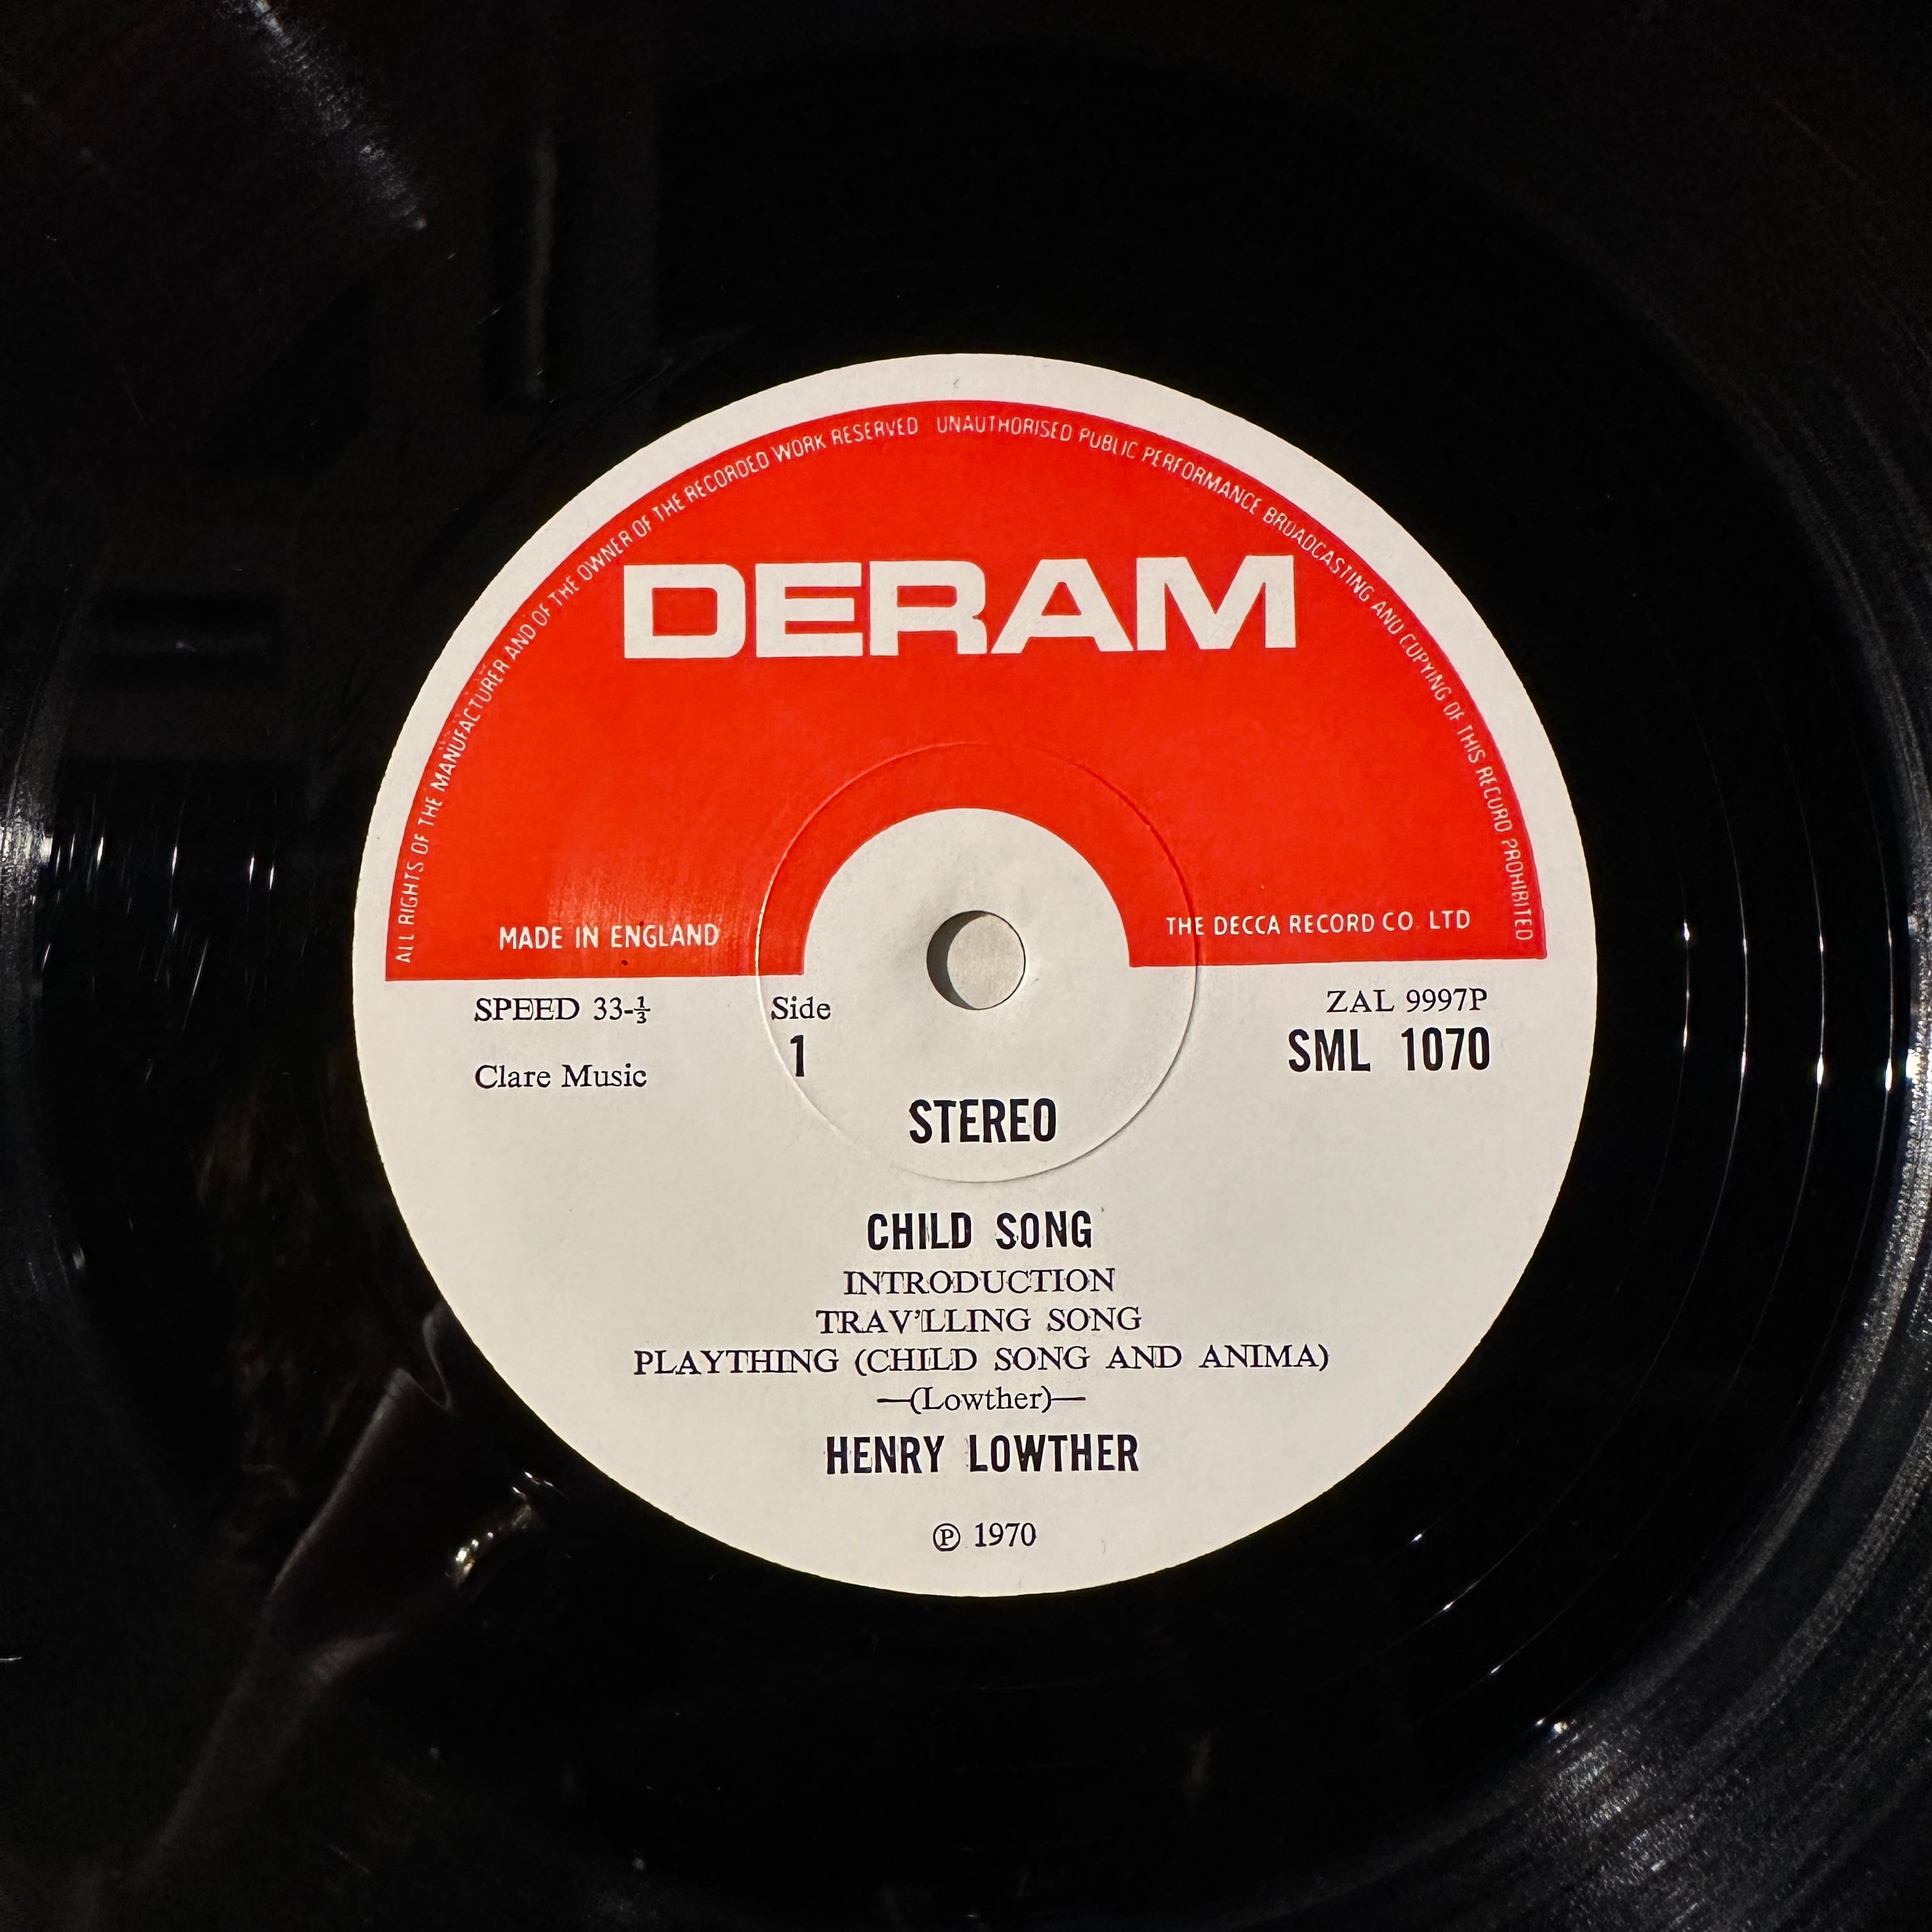 ALL RIGHTS OF THE MANUFACTURER AND OF THE OWNER OF THE RECORDED WORK RESERVED UNAUTHORISED PUBLIC PERFORMANCE BROADCASTING AND COPYING OF THIS RECORD PROHIBITED
DERAM
MADE IN ENGLAND
THE DECCA RECORD CO. LTD
SPEED 33-⅓
Side
ZAL 9997P
1
SML 1070
Clare Music
STEREO
CHILD SONG
INTRODUCTION
TRAV'LLING SONG
PLAYTHING (CHILD SONG AND ANIMA)
—(Lowther)—
HENRY LOWTHER
Ⓟ 1970